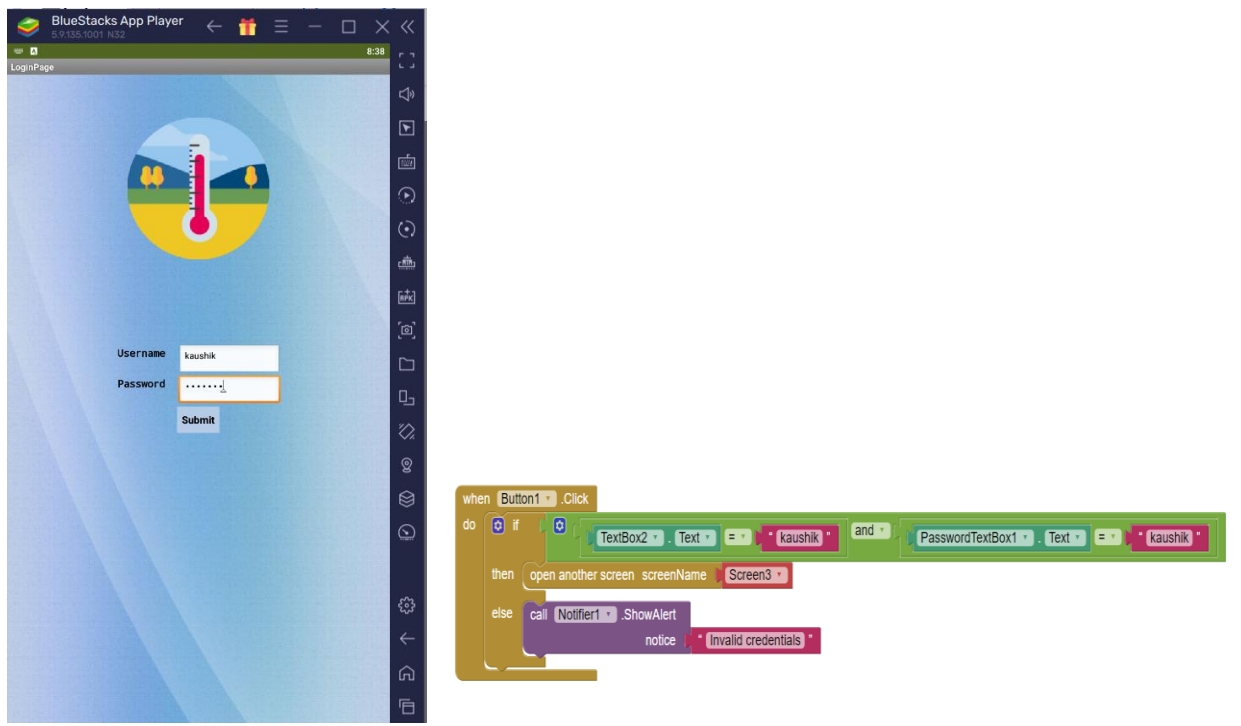 BlueStacks App Player
5.9.135.1001 N32
8:38
LoginPage
Username kaushik
Password •••••••
Submit
when Button1 .Click
do if TextBox2 . Text = " kaushik " and PasswordTextBox1 . Text = " kaushik "
then open another screen screenName Screen3
else call Notifier1 .ShowAlert
notice " Invalid credentials "